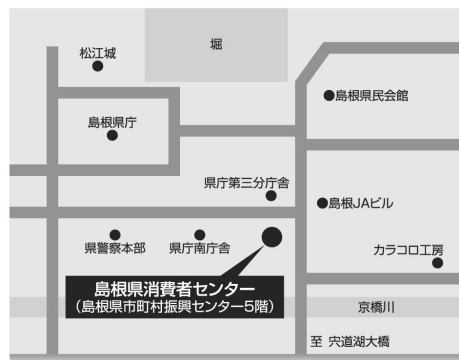 堀
松江城
島根県民会館
島根県庁
県庁第三分庁舎
島根JAビル
県警察本部
県庁南庁舎
カラコロ工房
島根県消費者センター
（島根県市町村振興センター5階）
京橋川
至 宍道湖大橋